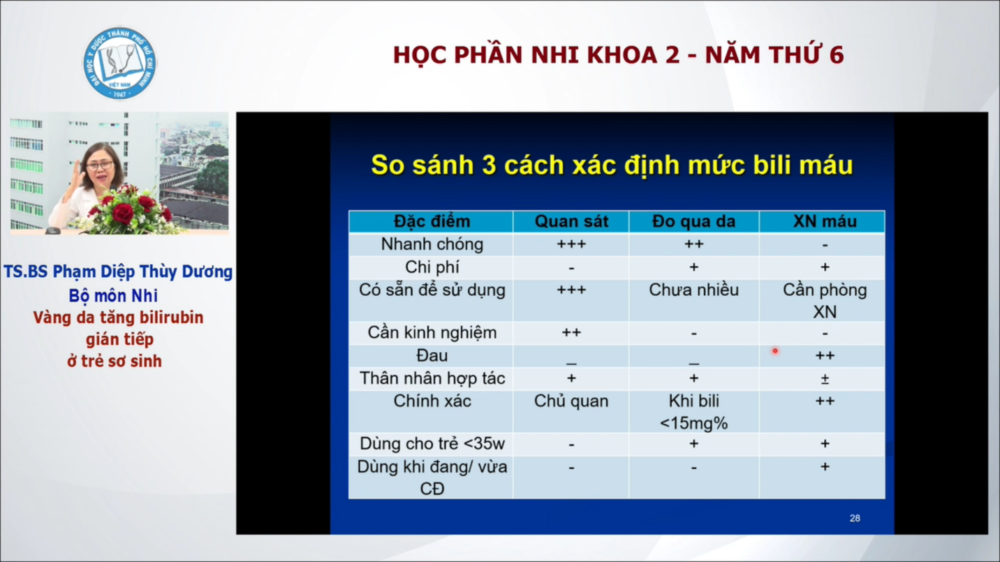 ĐẠI HỌC Y DƯỢC THÀNH PHỐ HỒ CHÍ MINH
VIỆT NAM
1947
HỌC PHẦN NHI KHOA 2 - NĂM THỨ 6
TS.BS Phạm Diệp Thùy Dương
Bộ môn Nhi
Vàng da tăng bilirubin
gián tiếp
ở trẻ sơ sinh
So sánh 3 cách xác định mức bili máu
Đặc điểm Quan sát Đo qua da XN máu
Nhanh chóng +++ ++ -
Chi phí - + +
Có sẵn để sử dụng +++ Chưa nhiều Cần phòng
XN
Cần kinh nghiệm ++ - -
Đau _ _ ++
Thân nhân hợp tác + + ±
Chính xác Chủ quan Khi bili ++
<15mg%
Dùng cho trẻ <35w - + +
Dùng khi đang/ vừa - - +
CĐ
28